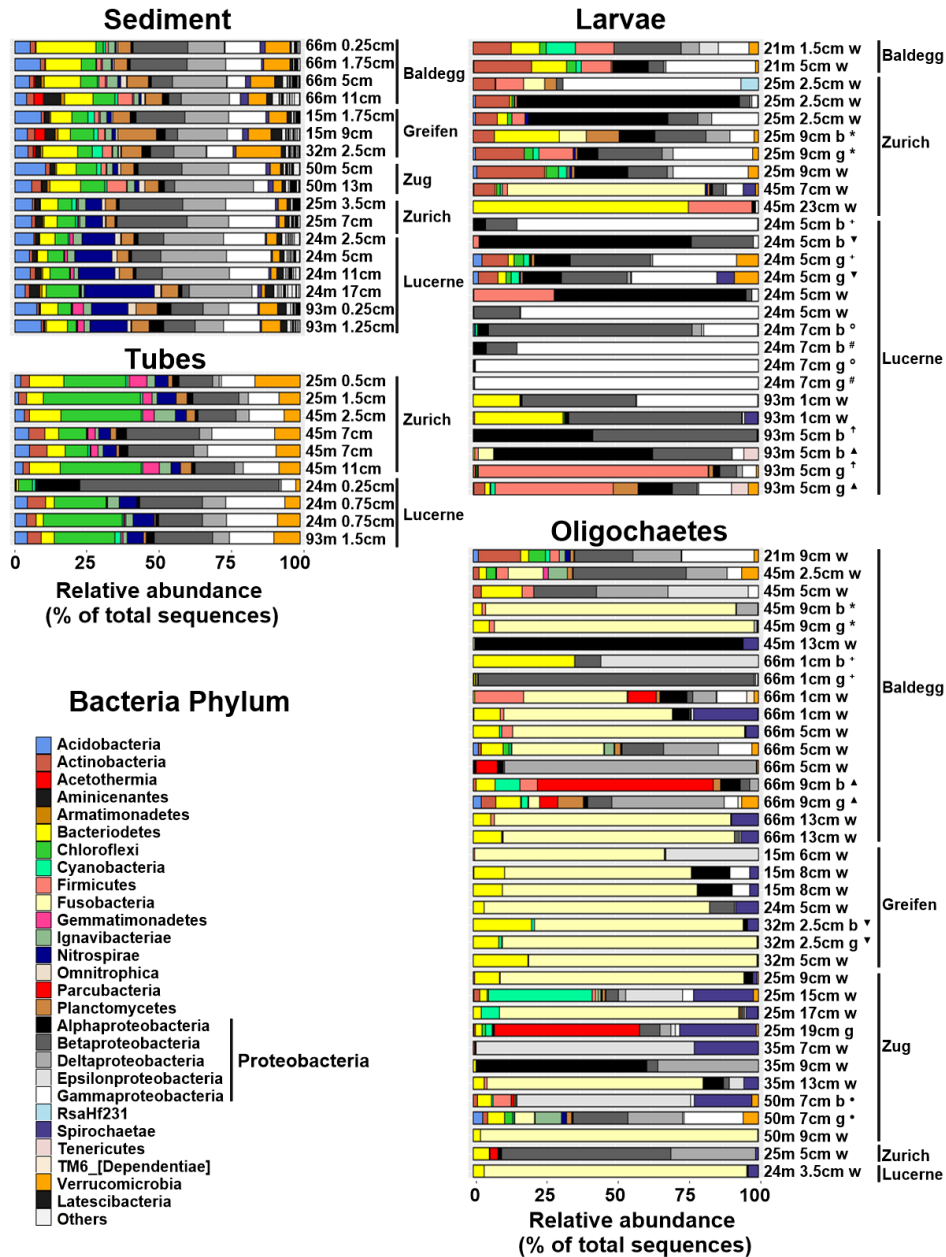 Sediment
66m 0.25cm
66m 1.75cm
66m 5cm
66m 11cm
Baldegg
15m 1.75cm
15m 9cm
32m 2.5cm
Greifen
50m 5cm
50m 13m
Zug
25m 3.5cm
25m 7cm
Zurich
24m 2.5cm
24m 5cm
24m 11cm
24m 17cm
93m 0.25cm
93m 1.25cm
Lucerne
Tubes
25m 0.5cm
25m 1.5cm
45m 2.5cm
45m 7cm
45m 7cm
45m 11cm
Zurich
24m 0.25cm
24m 0.75cm
24m 0.75cm
93m 1.5cm
Lucerne
0 25 50 75 100
Relative abundance
(% of total sequences)
Bacteria Phylum
Acidobacteria
Actinobacteria
Acetothermia
Aminicenantes
Armatimonadetes
Bacteriodetes
Chloroflexi
Cyanobacteria
Firmicutes
Fusobacteria
Gemmatimonadetes
Ignavibacteriae
Nitrospirae
Omnitrophica
Parcubacteria
Planctomycetes
Alphaproteobacteria
Betaproteobacteria
Deltaproteobacteria
Epsilonproteobacteria
Gammaproteobacteria
Proteobacteria
RsaHf231
Spirochaetae
Tenericutes
TM6_[Dependentiae]
Verrucomicrobia
Latescibacteria
Others
Larvae
21m 1.5cm w
21m 5cm w
Baldegg
25m 2.5cm w
25m 2.5cm w
25m 2.5cm w
25m 9cm b *
25m 9cm g *
25m 9cm w
45m 7cm w
45m 23cm w
Zurich
24m 5cm b +
24m 5cm b ▼
24m 5cm g +
24m 5cm g ▼
24m 5cm w
24m 5cm w
24m 7cm b °
24m 7cm b #
24m 7cm g °
24m 7cm g #
93m 1cm w
93m 1cm w
93m 5cm b ↑
93m 5cm b ▲
93m 5cm g ↑
93m 5cm g ▲
Lucerne
Oligochaetes
21m 9cm w
45m 2.5cm w
45m 5cm w
45m 9cm b *
45m 9cm g *
45m 13cm w
66m 1cm b +
66m 1cm g +
66m 1cm w
66m 1cm w
66m 5cm w
66m 5cm w
66m 5cm w
66m 9cm b ▲
66m 9cm g ▲
66m 13cm w
66m 13cm w
Baldegg
15m 6cm w
15m 8cm w
15m 8cm w
24m 5cm w
32m 2.5cm b ▼
32m 2.5cm g ▼
32m 5cm w
Greifen
25m 9cm w
25m 15cm w
25m 17cm w
25m 19cm g
35m 7cm w
35m 9cm w
35m 13cm w
50m 7cm b •
50m 7cm g •
50m 9cm w
Zug
25m 5cm w
Zurich
24m 3.5cm w
Lucerne
0 25 50 75 100
Relative abundance
(% of total sequences)